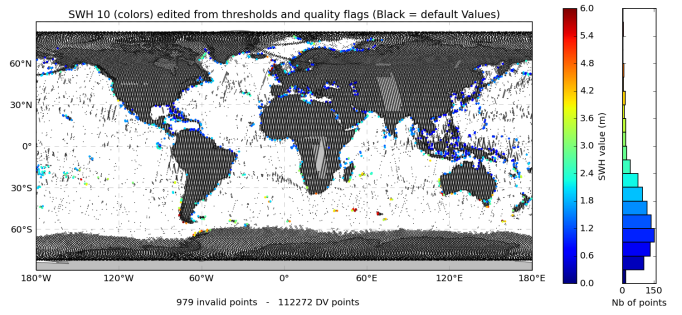 SWH 10 (colors) edited from thresholds and quality flags (Black = default Values)
60°N
30°N
0°
30°S
60°S
180°W
120°W
60°W
0°
60°E
120°E
180°E
979 invalid points - 112272 DV points
6.0
5.4
4.8
4.2
3.6
3.0
2.4
1.8
1.2
0.6
0.0
SWH value (m)
0
150
Nb of points